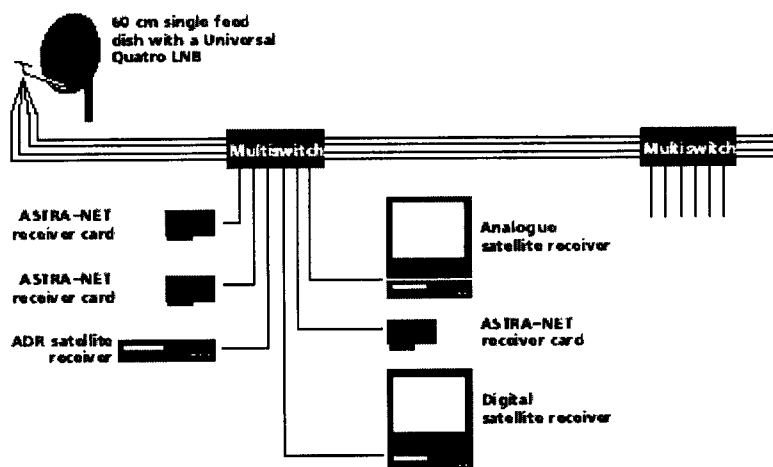 60 cm single feed
dish with a Universal
Quatro LNB
Multiswitch
Multiswitch
ASTRA-NET
receiver card
Analogue
satellite receiver
ASTRA-NET
receiver card
ASTRA-NET
receiver card
ADR satellite
receiver
Digital
satellite receiver